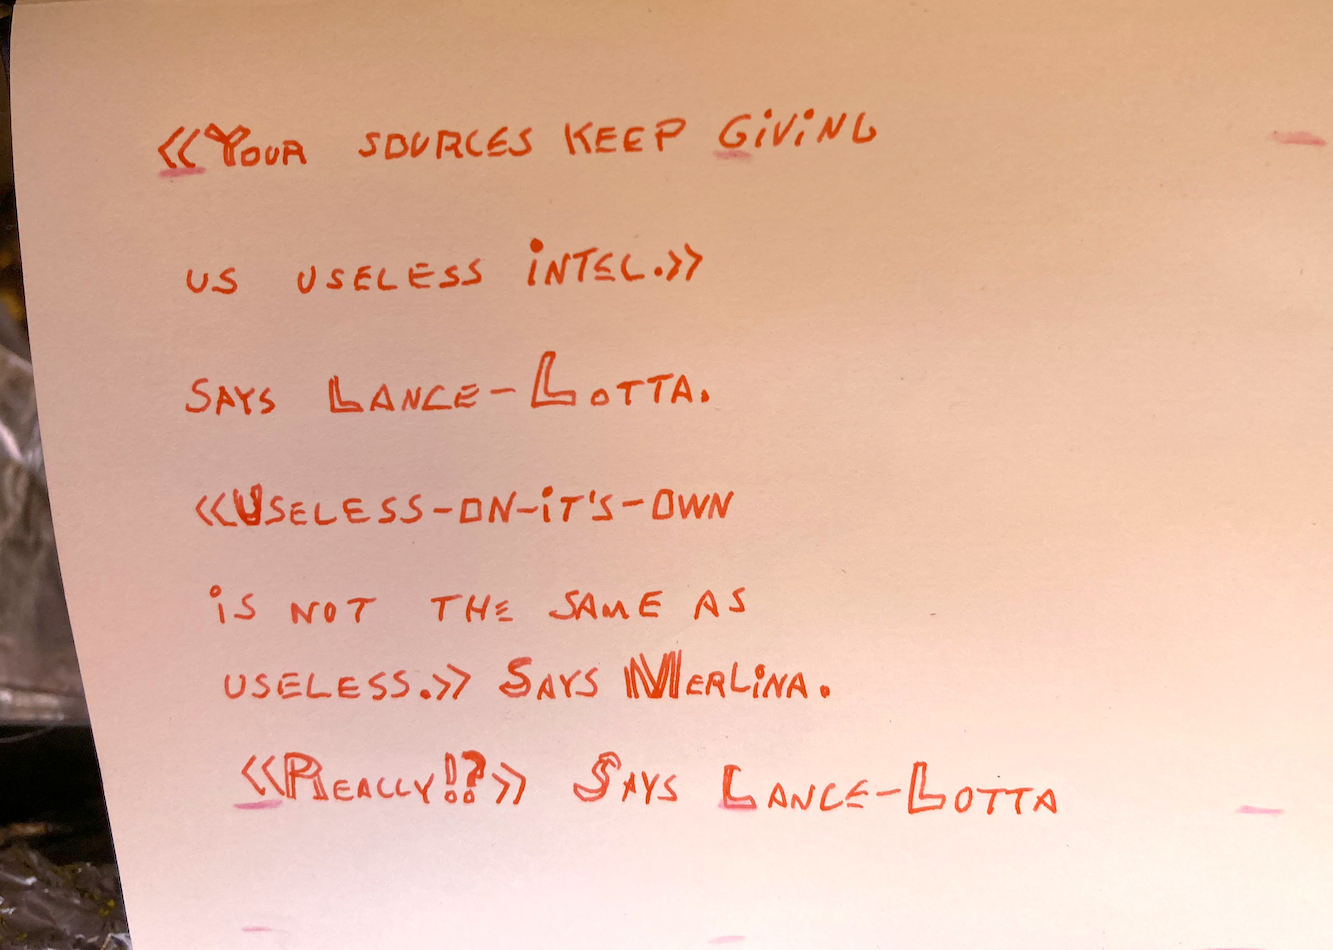 «Your sources keep giving
us useless intel.»
Says Lance-Lotta.
«Useless-on-it's-own
is not the same as
useless.» Says Merlina.
«Really!?» Says Lance-Lotta